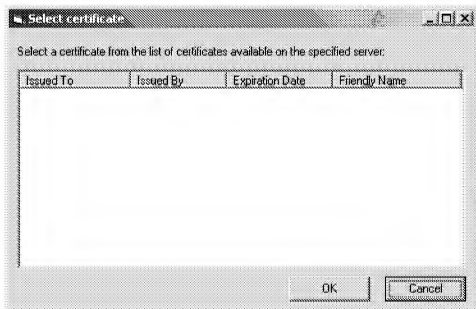 Select certificate
Select a certificate from the list of certificates available on the specified server:
Issued To Issued By Expiration Date Friendly Name
OK Cancel